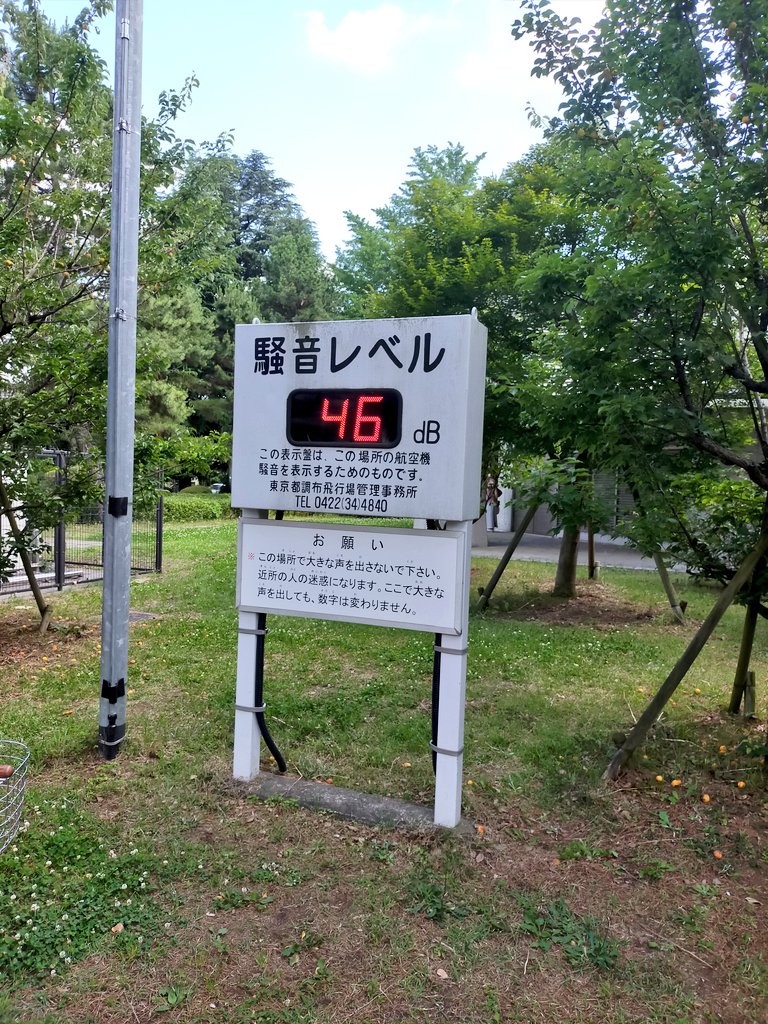 騒音レベル
46 dB
この表示盤は、この場所の航空機
騒音を表示するためのものです。
東京都調布飛行場管理事務所
TEL 0422(34)4840
お願い
※この場所で大きな声を出さないで下さい。
近所の人の迷惑になります。ここで大きな
声を出しても、数字は変わりません。